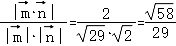 |m⃗·n⃗| / |m⃗|·|n⃗| = 2 / √29·√2 = √58 / 29